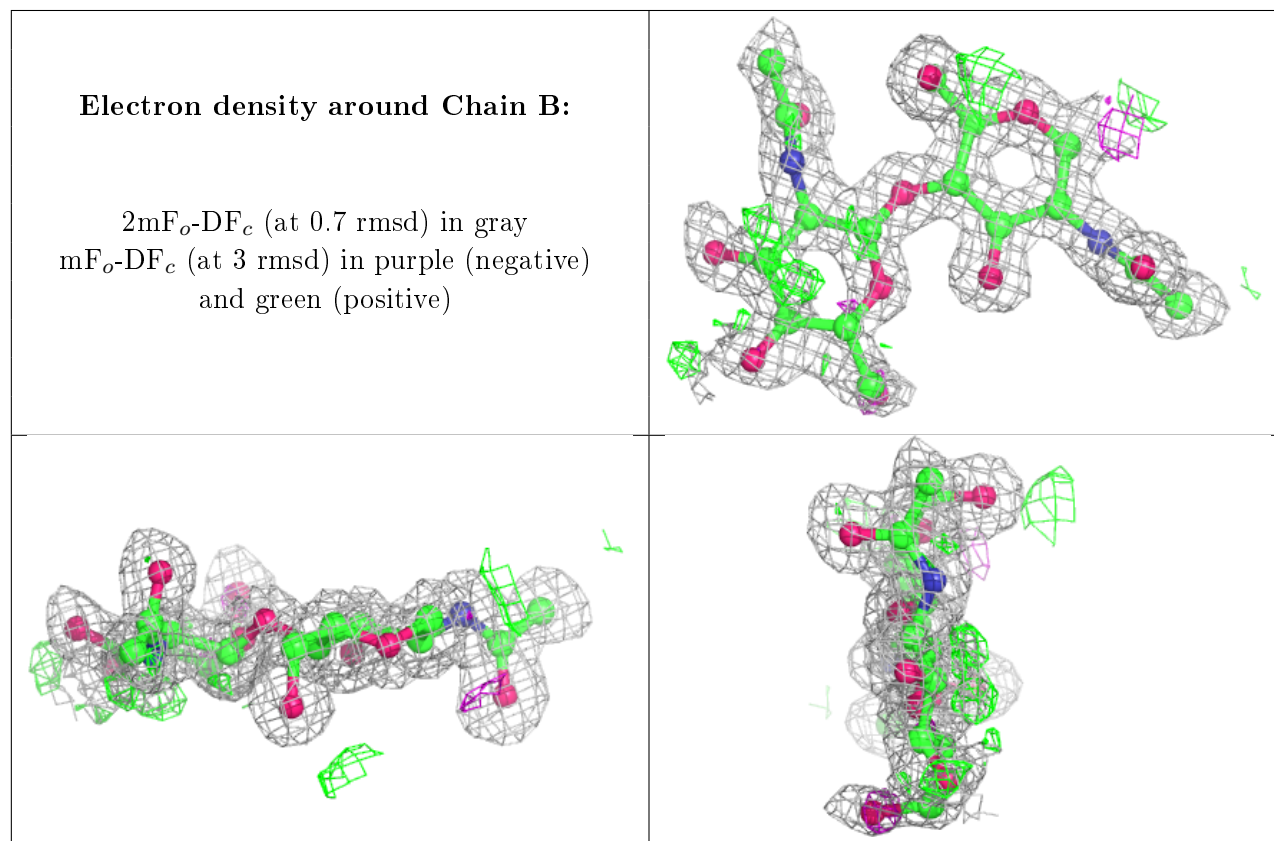 Electron density around Chain B:
2mFₒ-DF𝑐 (at 0.7 rmsd) in gray
mFₒ-DF𝑐 (at 3 rmsd) in purple (negative)
and green (positive)